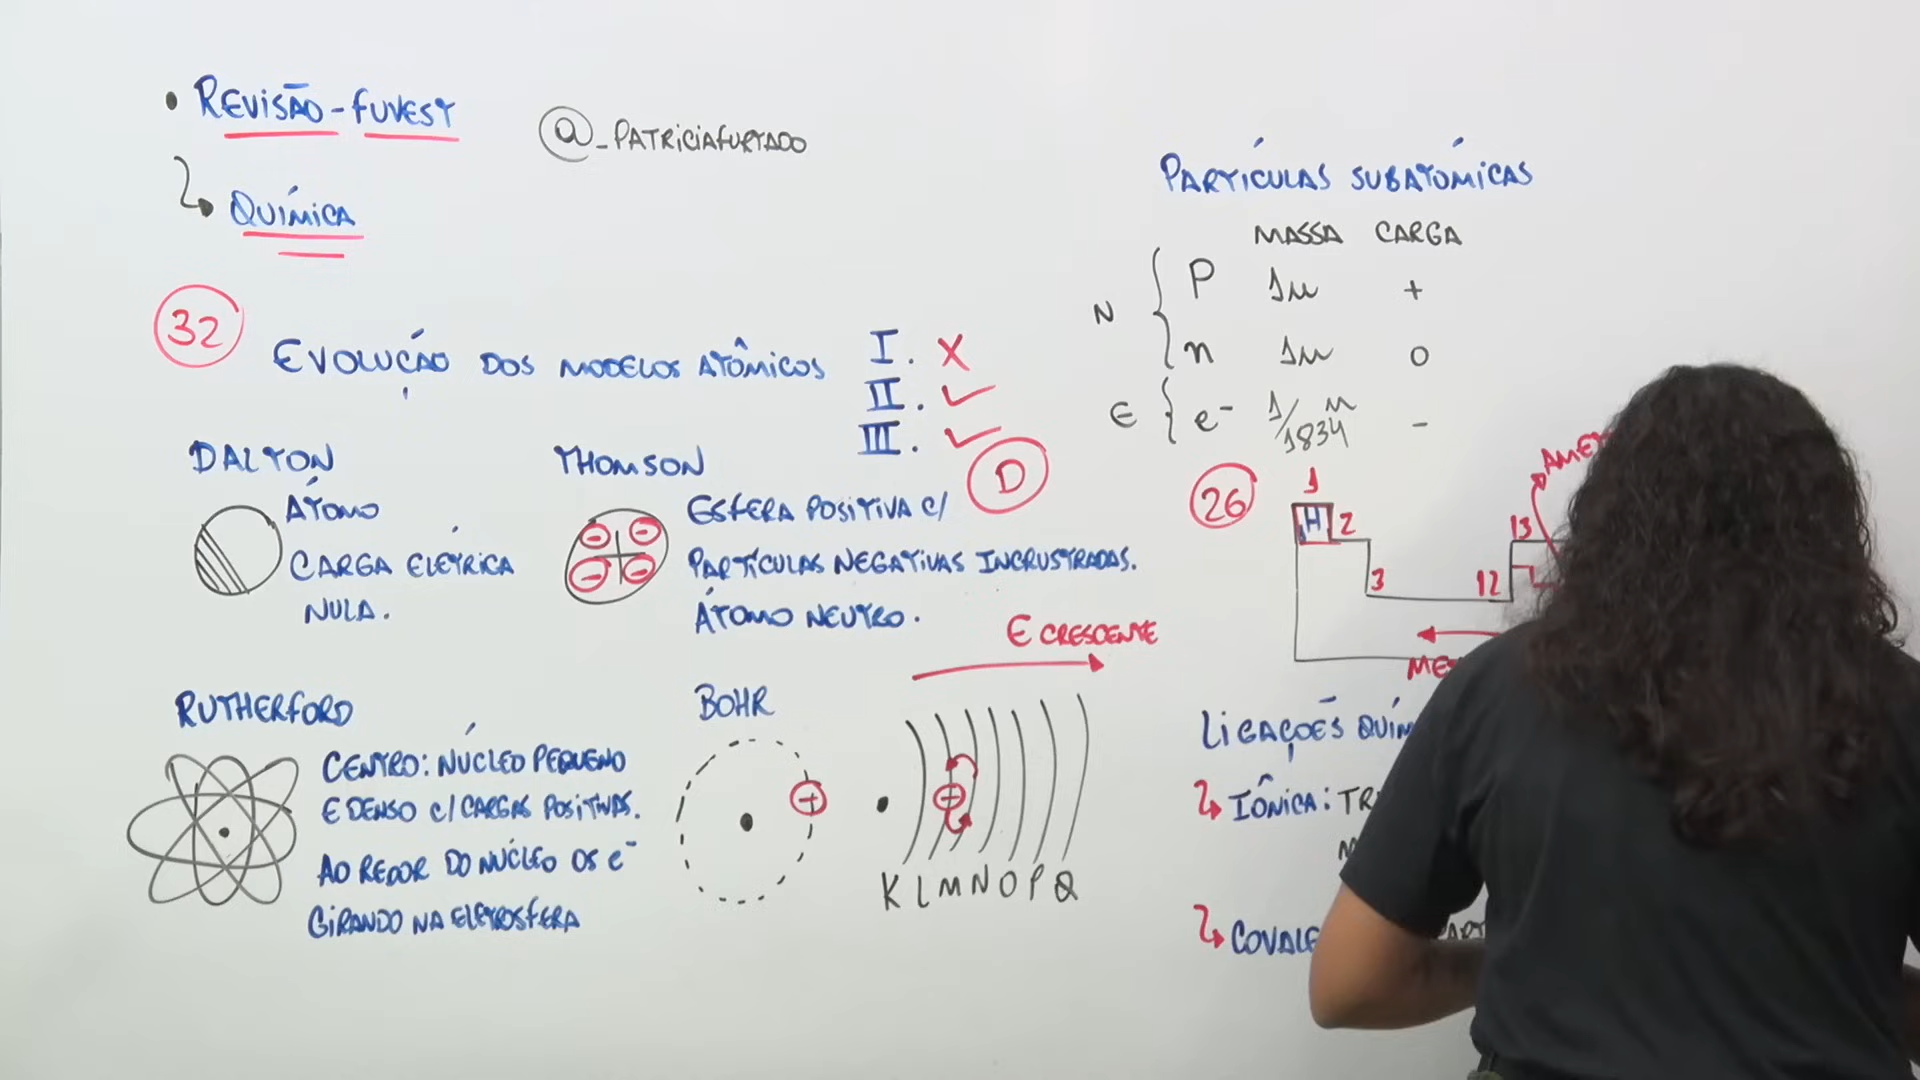 • REVISÃO - FUVEST
@_PATRICIAFURTADO
QUÍMICA
32
EVOLUÇÃO DOS MODELOS ATÔMICOS
I. X
II. ✓
III. ✓
D
DALTON
ÁTOMO
CARGA ELÉTRICA
NULA.
THOMSON
ESFERA POSITIVA C/
PARTÍCULAS NEGATIVAS INCRUSTRADAS.
ÁTOMO NEUTRO.
RUTHERFORD
CENTRO: NÚCLEO PEQUENO
E DENSO C/ CARGAS POSITIVAS.
AO REDOR DO NÚCLEO OS e⁻
GIRANDO NA ELETROSFERA
BOHR
E CRESCENTE
K L M N O P Q
PARTÍCULAS SUBATÔMICAS
MASSA CARGA
N { P 1u +
n 1u 0
E { e⁻ 1/1834 u -
26
1
H 2
3
12
13
AME
ME
LIGAÇÕES QUÍM
IÔNICA: TR
COVALE